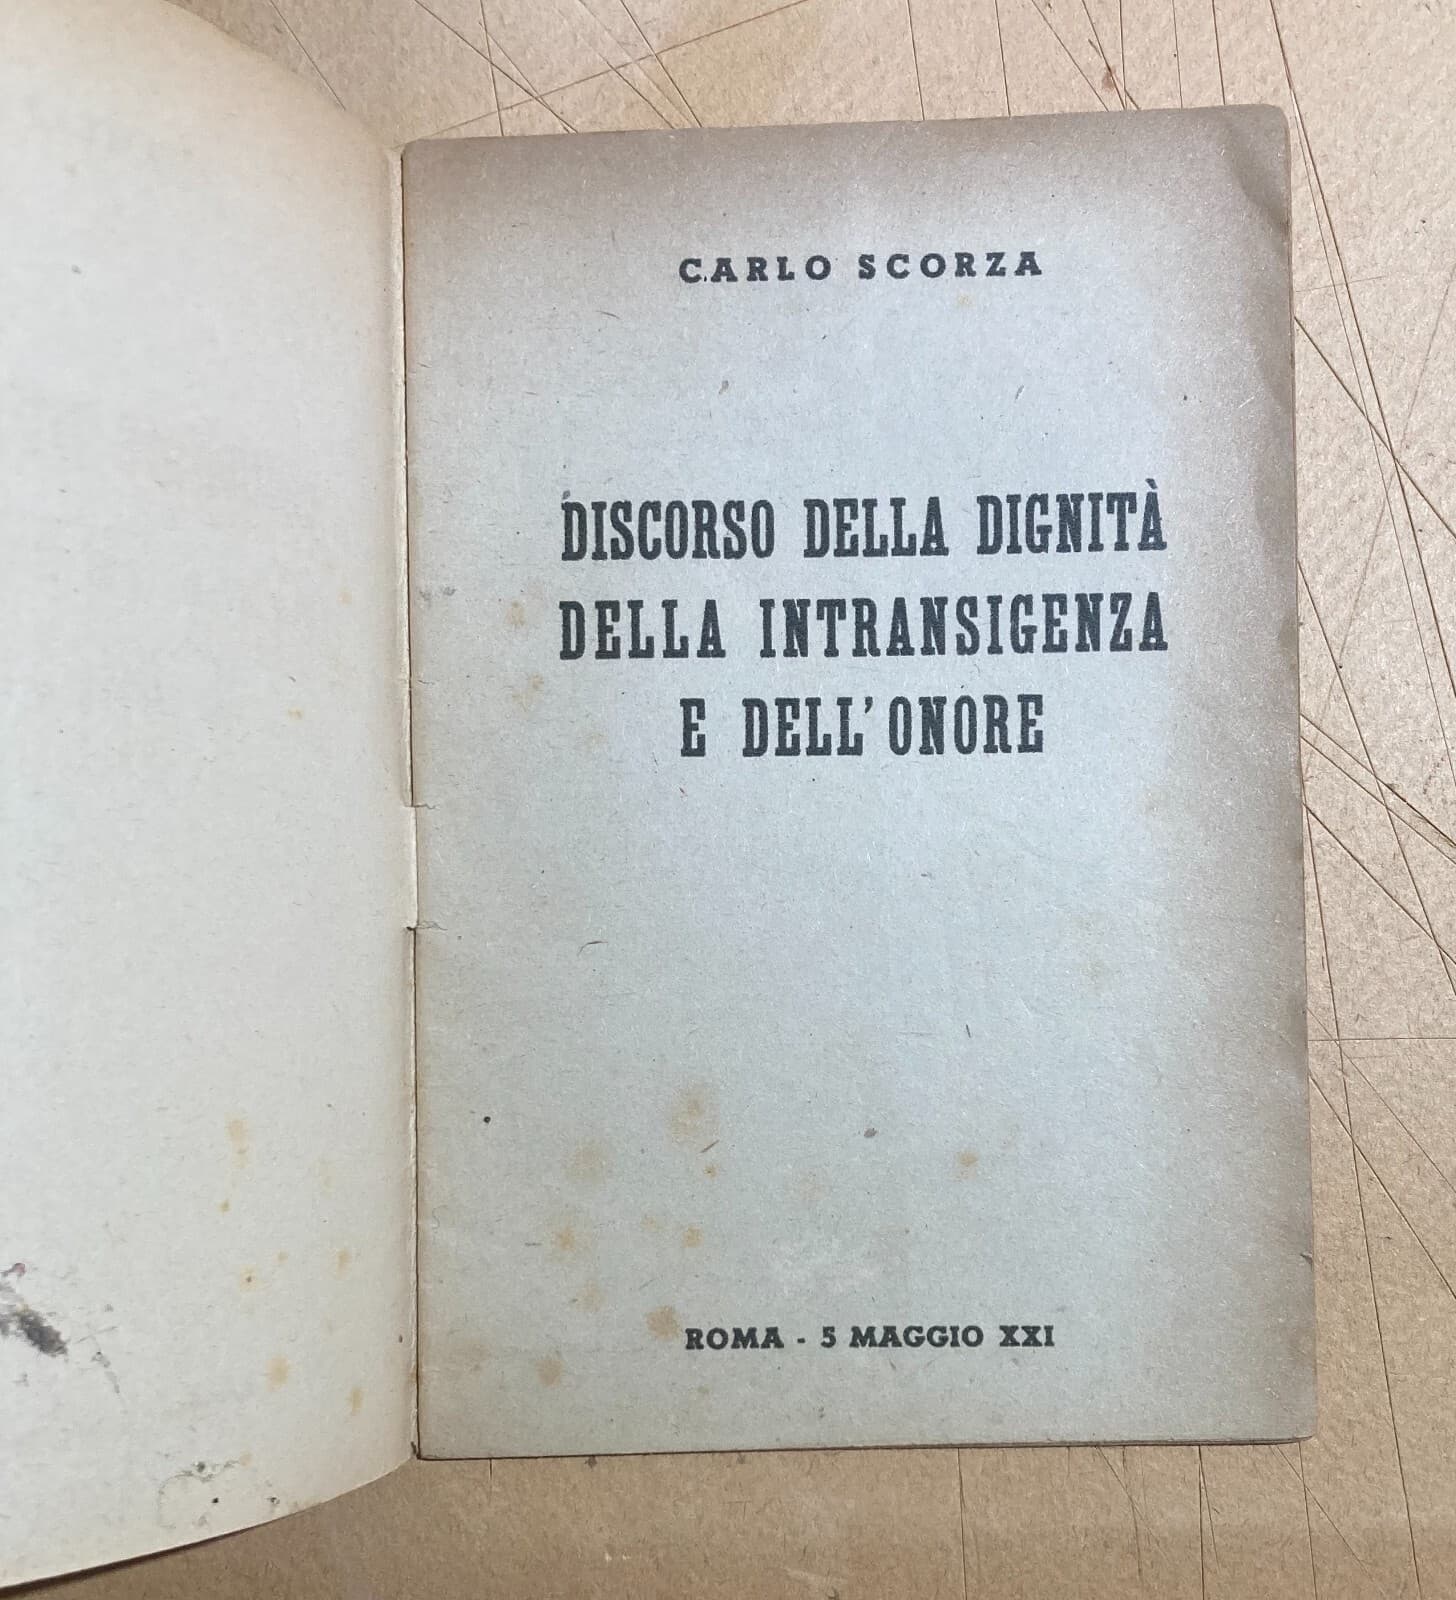 CARLO SCORZA
DISCORSO DELLA DIGNITÀ
DELLA INTRANSIGENZA
E DELL'ONORE
ROMA - 5 MAGGIO XXI